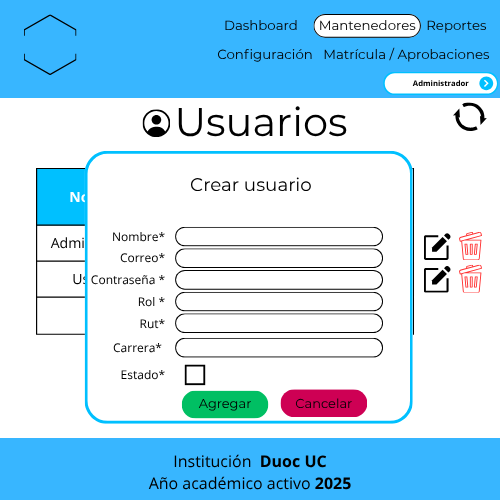 Dashboard Mantenedores Reportes
Configuración Matrícula / Aprobaciones
Administrador
Usuarios
Crear usuario
Nombre*
Correo*
Contraseña *
Rol *
Rut*
Carrera*
Estado*
Agregar Cancelar
Institución Duoc UC
Año académico activo 2025